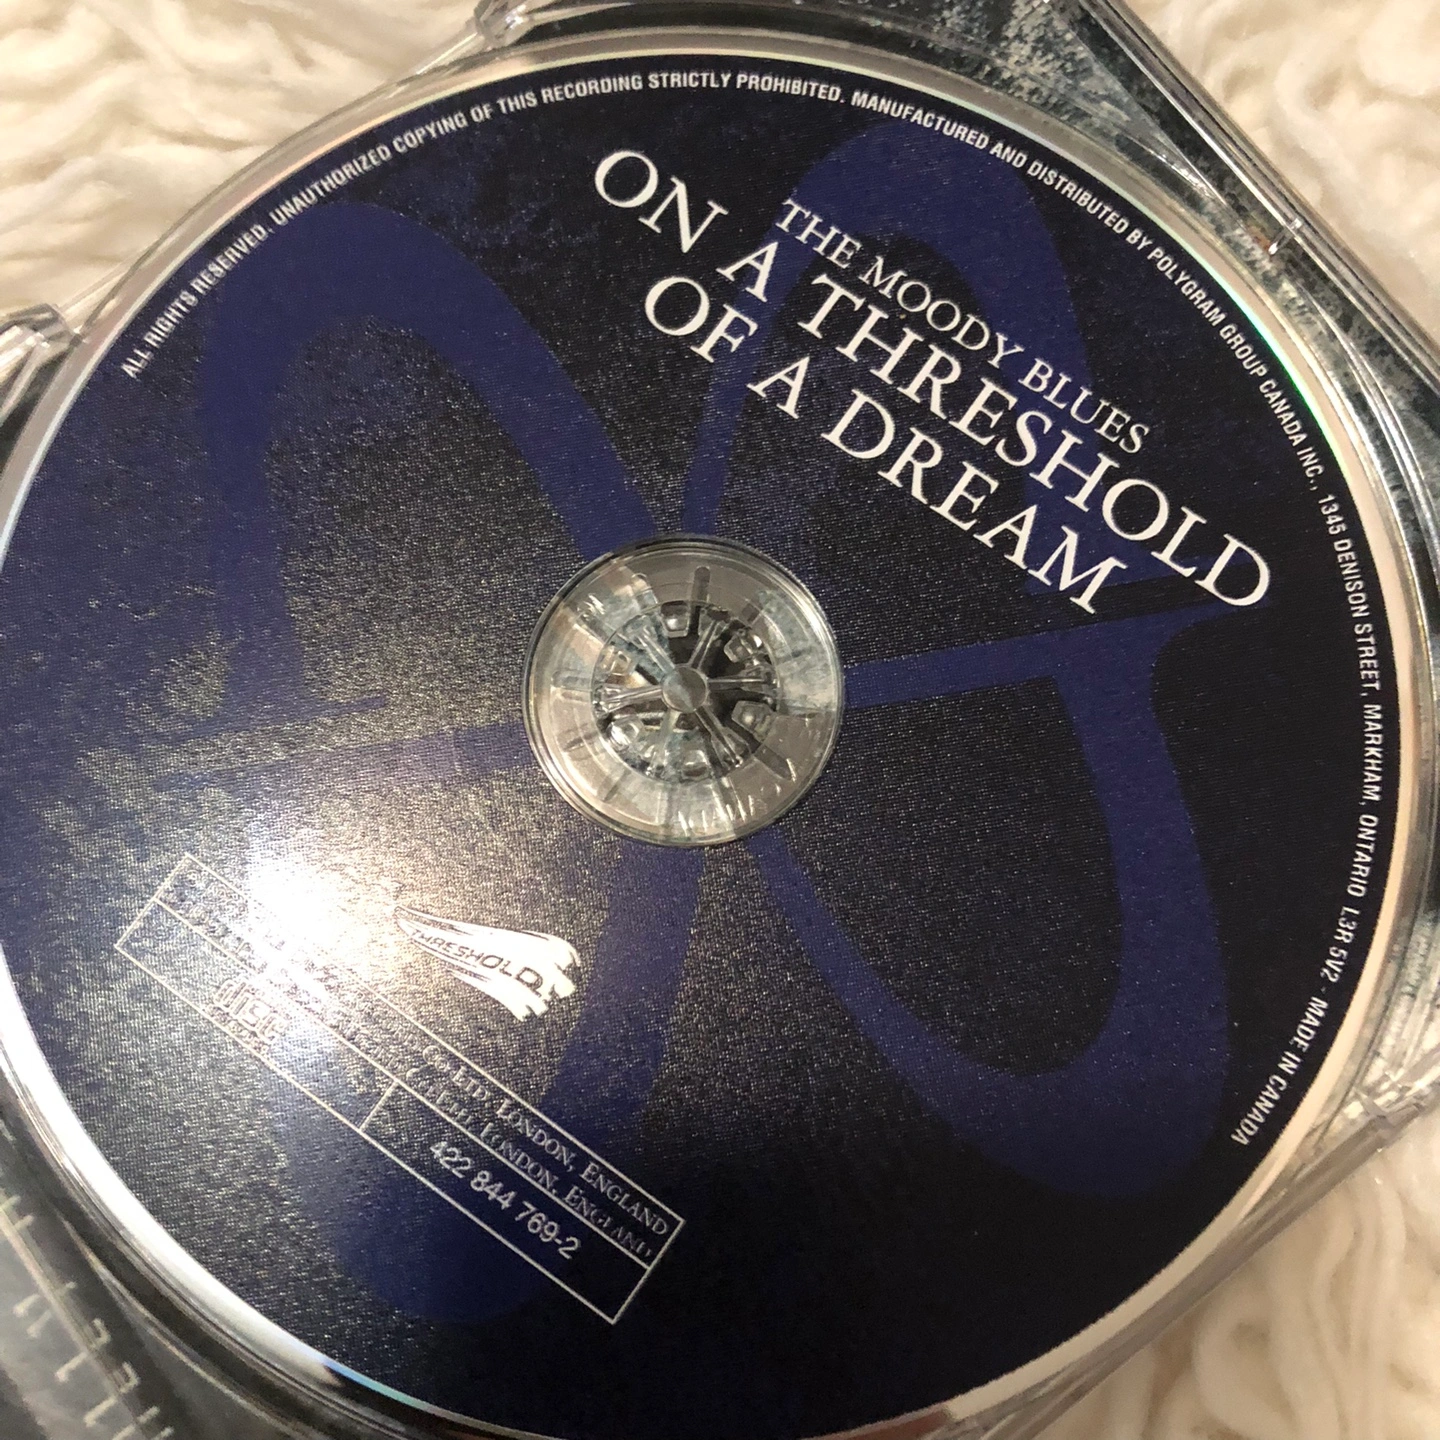 ALL RIGHTS RESERVED. UNAUTHORIZED COPYING OF THIS RECORDING STRICTLY PROHIBITED. MANUFACTURED AND DISTRIBUTED BY POLYGRAM GROUP CANADA INC., 1345 DENISON STREET, MARKHAM, ONTARIO L3R 5V2 - MADE IN CANADA
THE MOODY BLUES
ON A THRESHOLD
OF A DREAM
THRESHOLD
LTD, LONDON, ENGLAND
LTD, LONDON, ENGLAND
disc
422 844 769-2